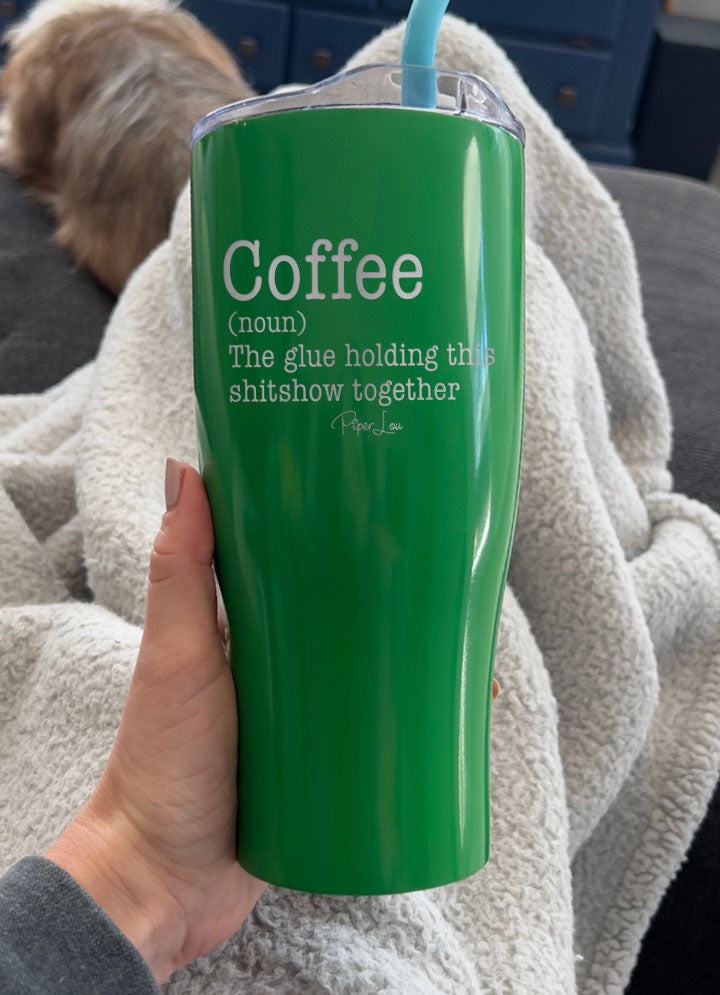 Coffee
(noun)
The glue holding this
shitshow together
Piper Lou